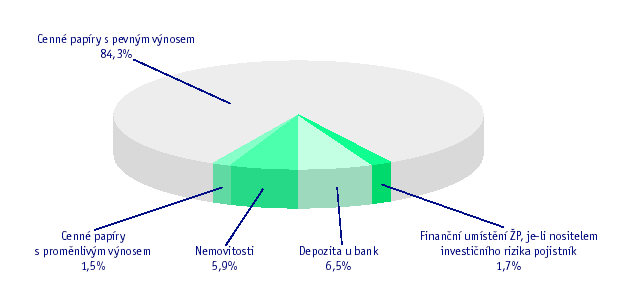 Cenné papíry s pevným výnosem
84,3%
Cenné papíry
s proměnlivým výnosem
1,5%
Nemovitosti
5,9%
Depozita u bank
6,5%
Finanční umístění ŽP, je-li nositelem
investičního rizika pojistník
1,7%